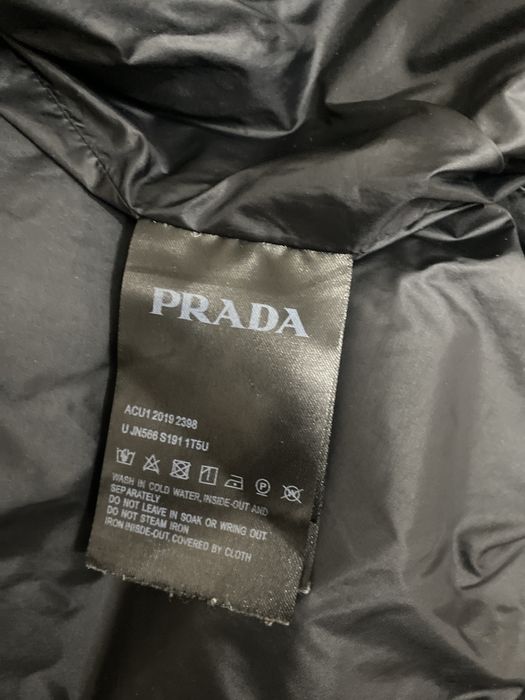 PRADA
ACU1 2019 2398
U JN566 S191 1T5U
WASH IN COLD WATER, INSIDE-OUT AND
SEPARATELY
DO NOT LEAVE IN SOAK OR WRING OUT.
DO NOT STEAM IRON
IRON INISDE-OUT, COVERED BY CLOTH